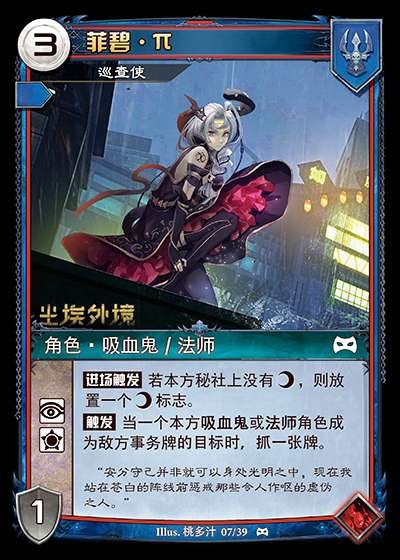 3
菲碧·π
巡查使
尘埃外境
角色·吸血鬼/法师
进场触发 若本方秘社上没有☽,则放
置一个☽标志。
触发 当一个本方吸血鬼或法师角色成
为敌方事务牌的目标时,抓一张牌。
“安分守己并非就可以身处光明之中,现在我
站在苍白的阵线前惩戒那些令人作呕的虚伪
之人。”
1
Illus. 桃多汁 07/39